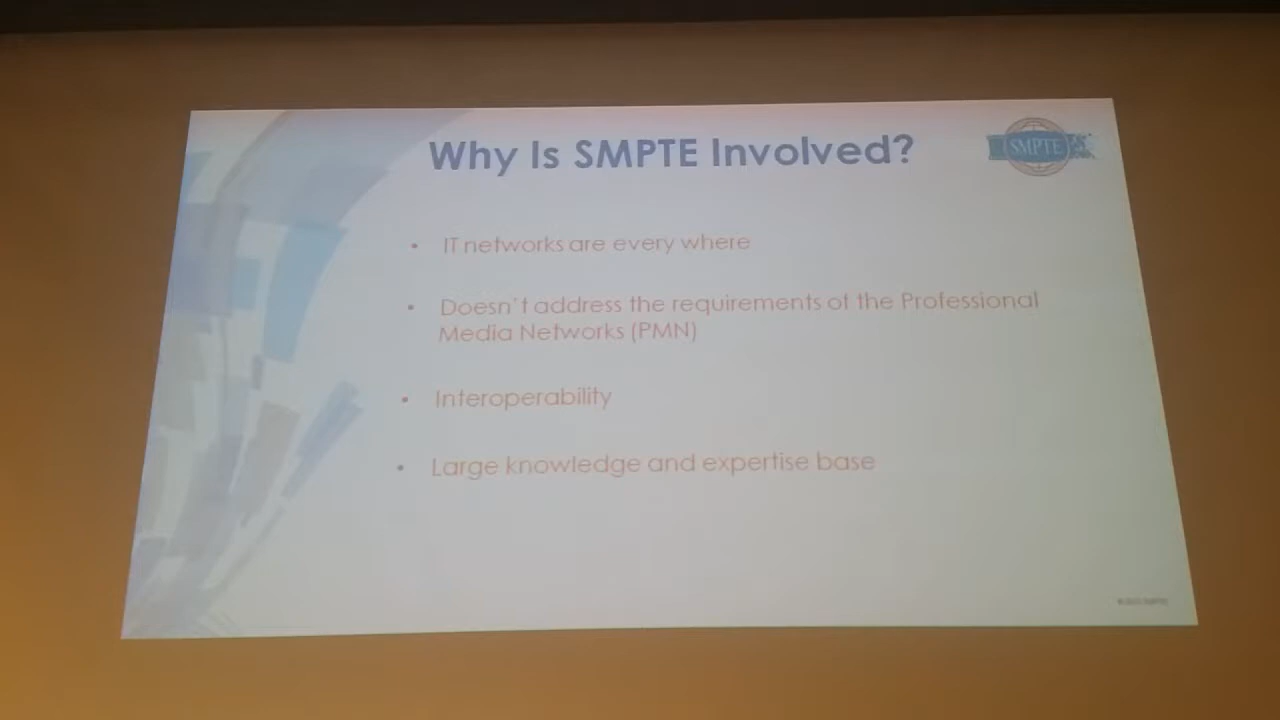 Why Is SMPTE Involved?
SMPTE
• IT networks are every where
• Doesn't address the requirements of the Professional
Media Networks (PMN)
• Interoperability
• Large knowledge and expertise base